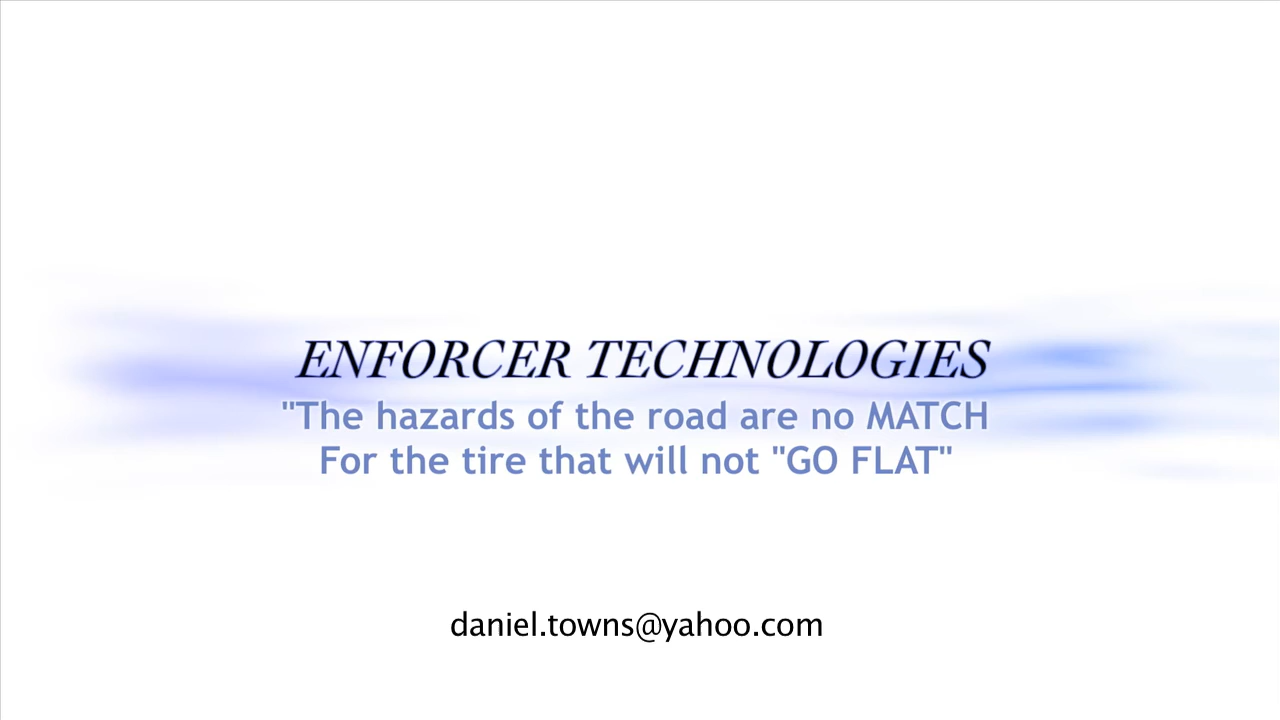 ENFORCER TECHNOLOGIES
"The hazards of the road are no MATCH
For the tire that will not "GO FLAT"
daniel.towns@yahoo.com